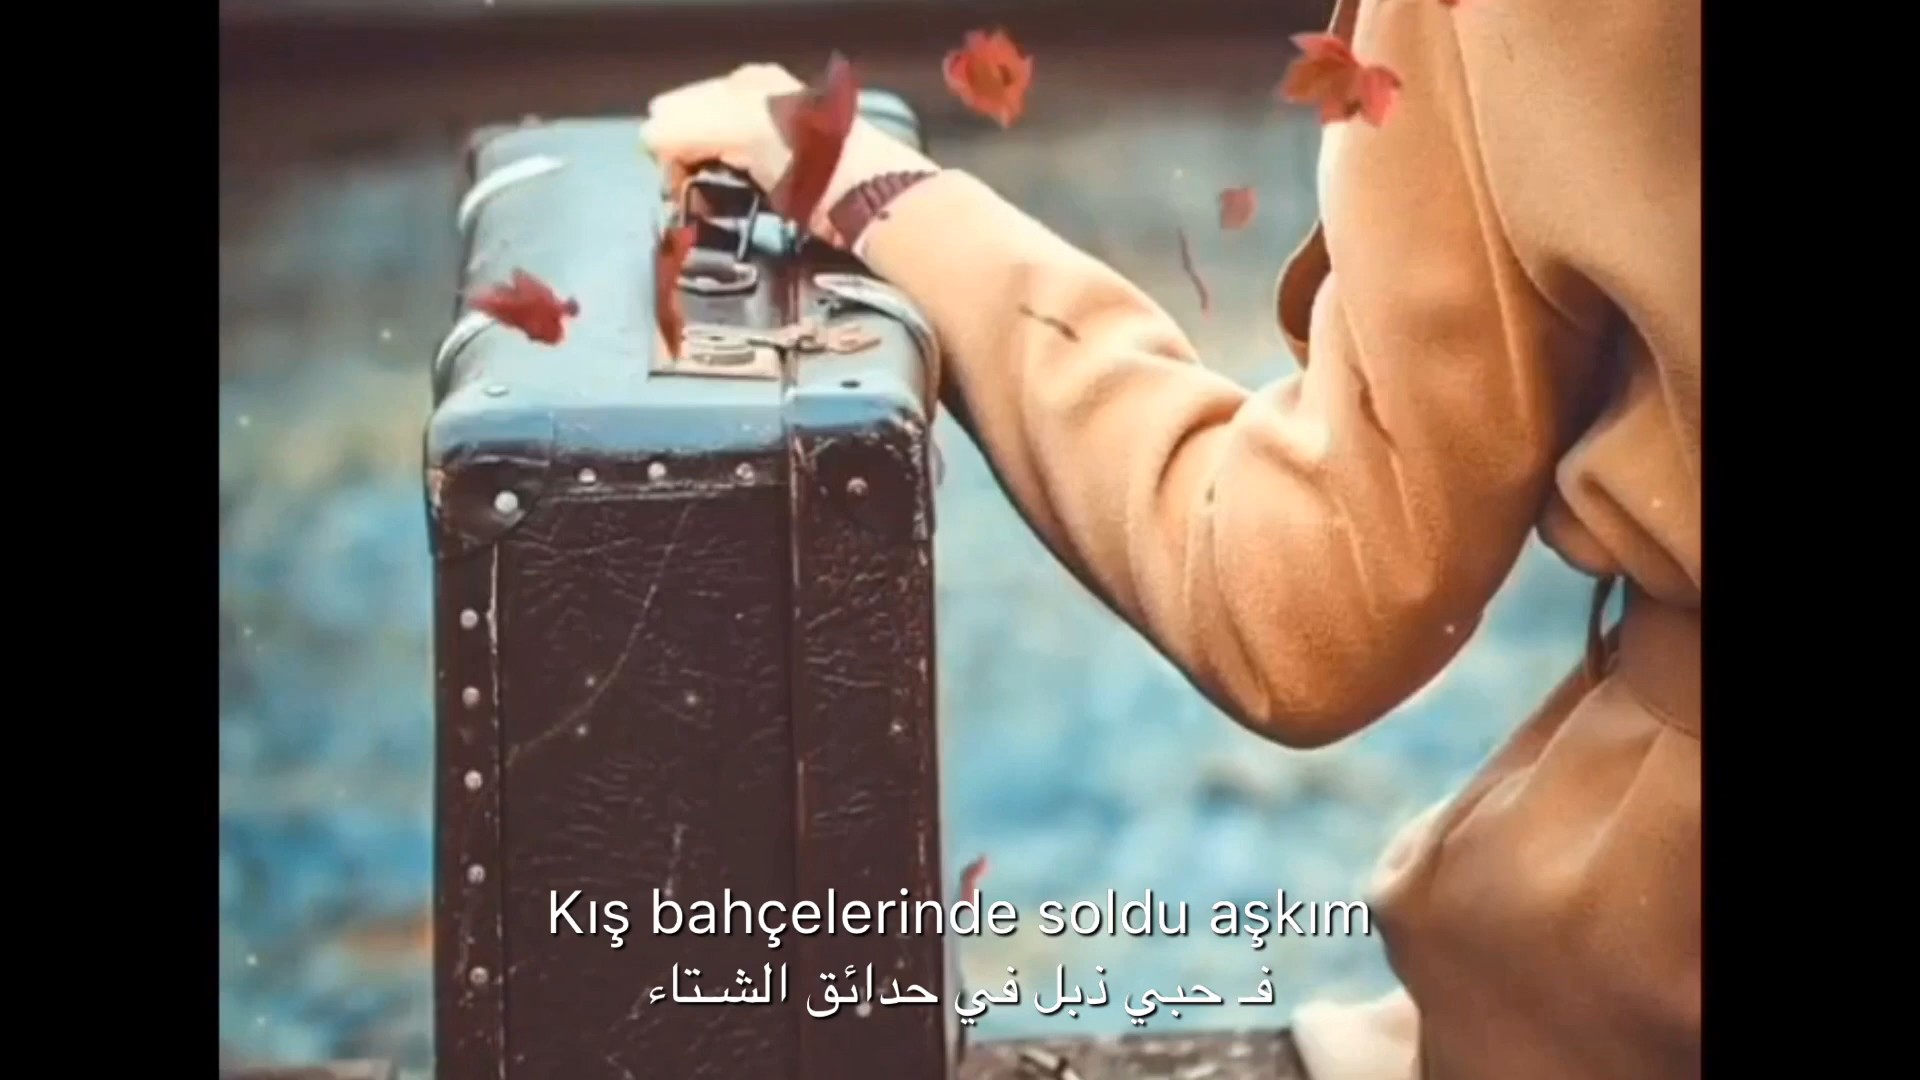 Kış bahçelerinde soldu aşkım
فـ حبي ذبل في حدائق الشـتاء